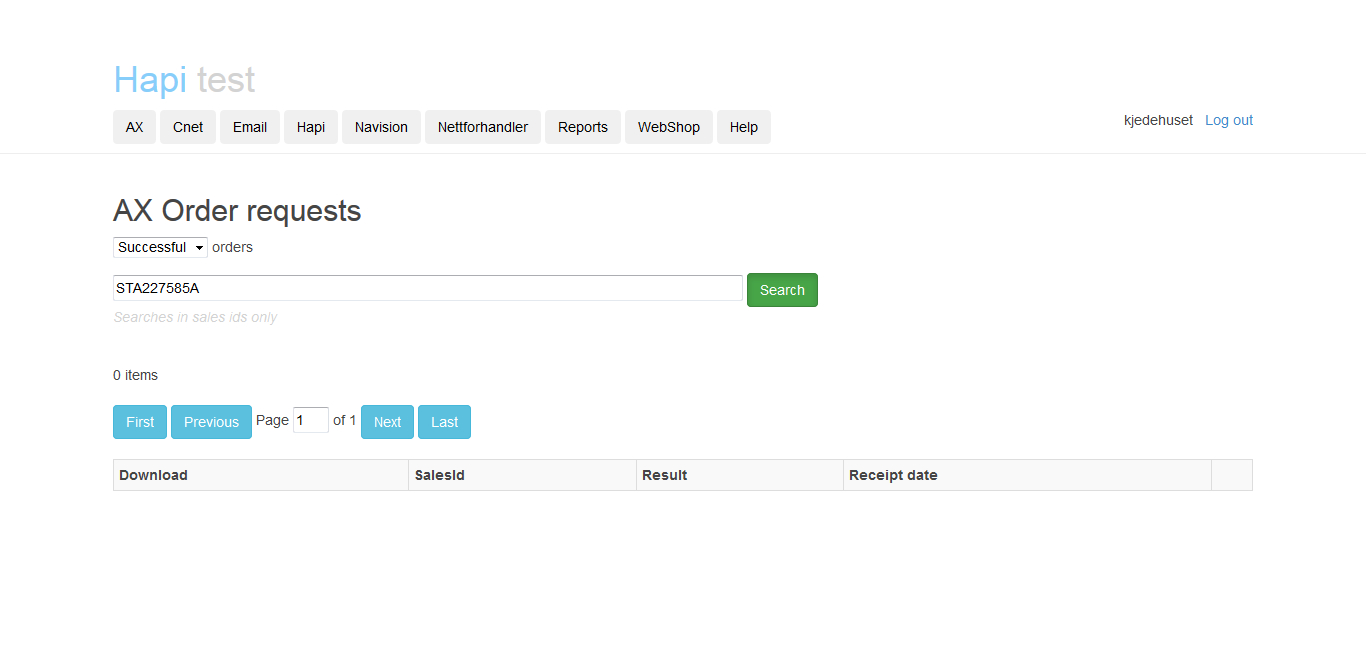 Hapi test
AX Cnet Email Hapi Navision Nettforhandler Reports WebShop Help
kjedehuset Log out
AX Order requests
Successful orders
STA227585A Search
Searches in sales ids only
0 items
First Previous Page 1 of 1 Next Last
Download SalesId Result Receipt date